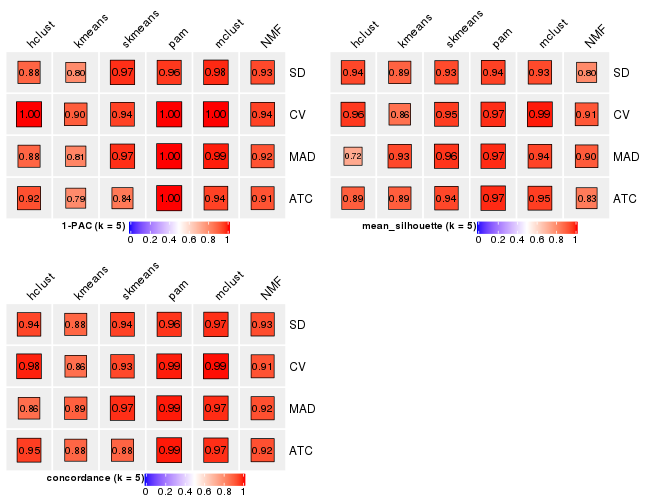 hclust kmeans skmeans pam mclust NMF
0.88 0.80 0.97 0.96 0.98 0.93 SD
1.00 0.90 0.94 1.00 1.00 0.94 CV
0.88 0.81 0.97 1.00 0.99 0.92 MAD
0.92 0.79 0.84 1.00 0.94 0.91 ATC
1-PAC (k = 5)
0 0.2 0.4 0.6 0.8 1
hclust kmeans skmeans pam mclust NMF
0.94 0.89 0.93 0.94 0.93 0.80 SD
0.96 0.86 0.95 0.97 0.99 0.91 CV
0.72 0.93 0.96 0.97 0.94 0.90 MAD
0.89 0.89 0.94 0.97 0.95 0.83 ATC
mean_silhouette (k = 5)
0 0.2 0.4 0.6 0.8 1
hclust kmeans skmeans pam mclust NMF
0.94 0.88 0.94 0.96 0.97 0.93 SD
0.98 0.86 0.93 0.99 0.99 0.91 CV
0.86 0.89 0.97 0.99 0.97 0.92 MAD
0.95 0.88 0.88 0.99 0.97 0.92 ATC
concordance (k = 5)
0 0.2 0.4 0.6 0.8 1